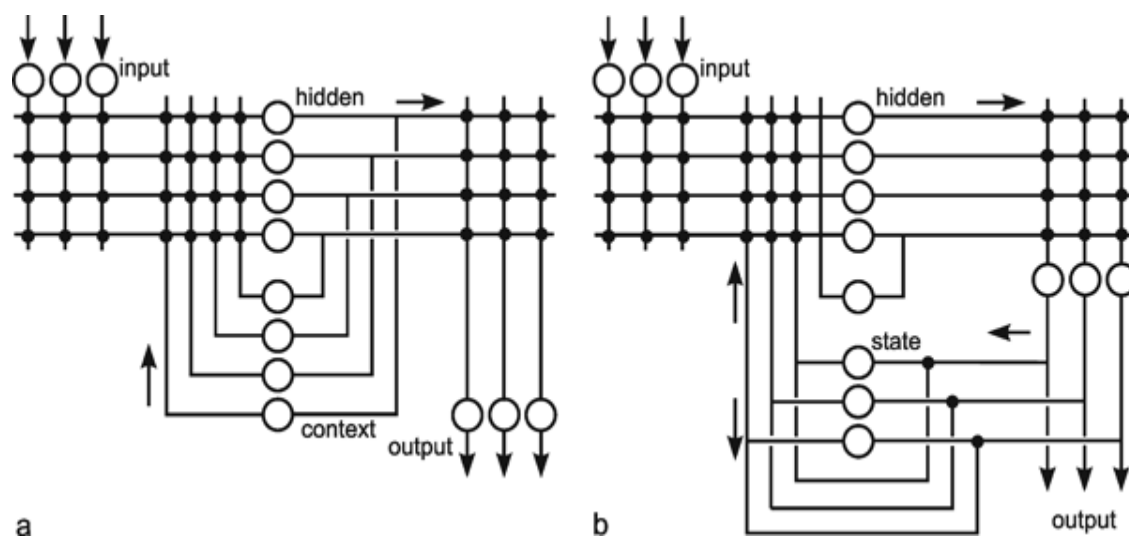 input
hidden
context
output
a
input
hidden
state
output
b